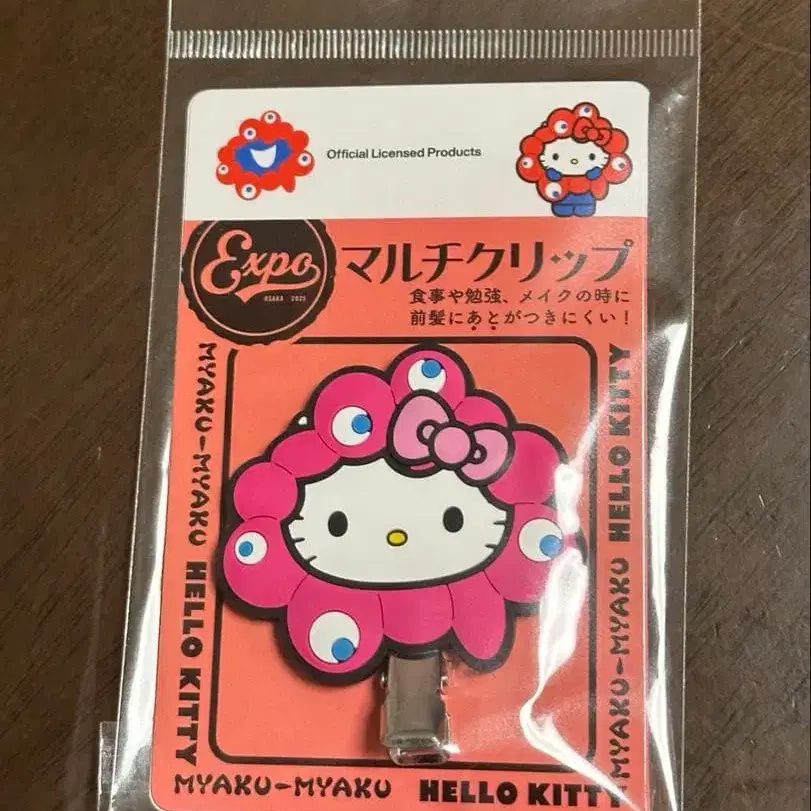 Official Licensed Products
Expo
OSAKA 2025
マルチクリップ
食事や勉強、メイクの時に
前髪にあとがつきにくい！
MYAKU-MYAKU HELLO KITTY
MYAKU-MYAKU HELLO KITTY
MYAKU-MYAKU HELLO KITTY